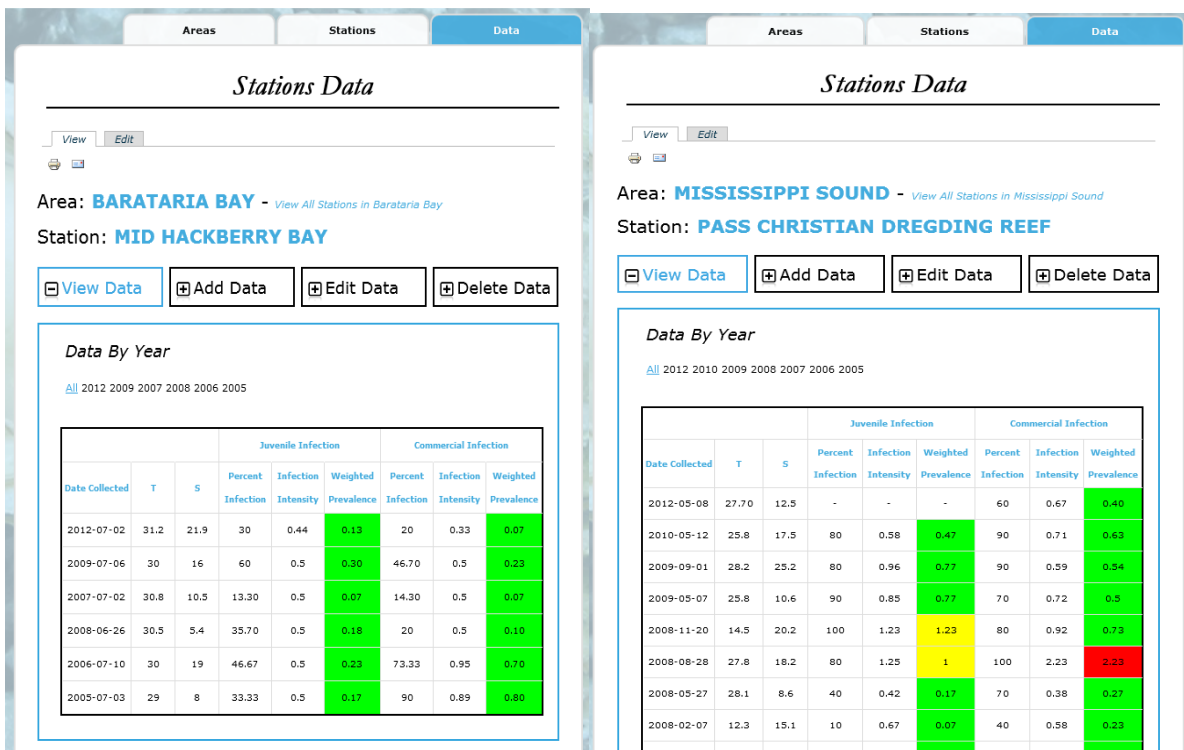 Areas Stations Data
Stations Data
View Edit
Area: BARATARIA BAY - View All Stations in Barataria Bay
Station: MID HACKBERRY BAY
View Data Add Data Edit Data Delete Data
Data By Year
All 2012 2009 2007 2008 2006 2005
Juvenile Infection Commercial Infection
Date Collected T S Percent Infection Infection Intensity Weighted Prevalence Percent Infection Infection Intensity Weighted Prevalence
2012-07-02 31.2 21.9 30 0.44 0.13 20 0.33 0.07
2009-07-06 30 16 60 0.5 0.30 46.70 0.5 0.23
2007-07-02 30.8 10.5 13.30 0.5 0.07 14.30 0.5 0.07
2008-06-26 30.5 5.4 35.70 0.5 0.18 20 0.5 0.10
2006-07-10 30 19 46.67 0.5 0.23 73.33 0.95 0.70
2005-07-03 29 8 33.33 0.5 0.17 90 0.89 0.80
Areas Stations Data
Stations Data
View Edit
Area: MISSISSIPPI SOUND - View All Stations in Mississippi Sound
Station: PASS CHRISTIAN DREGDING REEF
View Data Add Data Edit Data Delete Data
Data By Year
All 2012 2010 2009 2008 2007 2006 2005
Juvenile Infection Commercial Infection
Date Collected T S Percent Infection Infection Intensity Weighted Prevalence Percent Infection Infection Intensity Weighted Prevalence
2012-05-08 27.70 12.5 - - - 60 0.67 0.40
2010-05-12 25.8 17.5 80 0.58 0.47 90 0.71 0.63
2009-09-01 28.2 25.2 80 0.96 0.77 90 0.59 0.54
2009-05-07 25.8 10.6 90 0.85 0.77 70 0.72 0.5
2008-11-20 14.5 20.2 100 1.23 1.23 80 0.92 0.73
2008-08-28 27.8 18.2 80 1.25 1 100 2.23 2.23
2008-05-27 28.1 8.6 40 0.42 0.17 70 0.38 0.27
2008-02-07 12.3 15.1 10 0.67 0.07 40 0.58 0.23